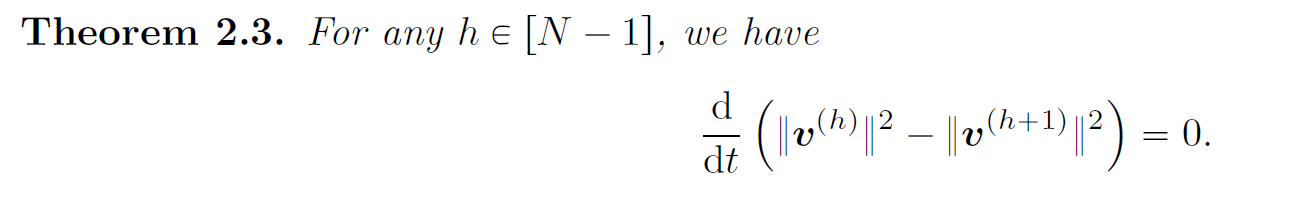 Theorem 2.3. For any h ∈ [N − 1], we have
d/dt (‖v^(h)‖² − ‖v^(h+1)‖²) = 0.